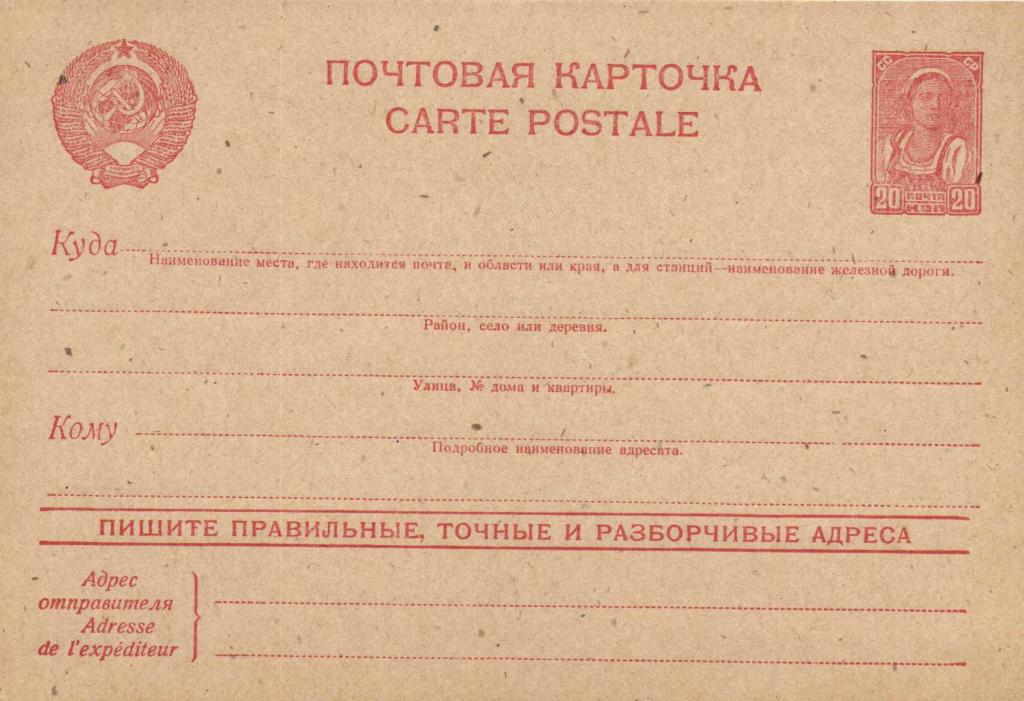 ПОЧТОВАЯ КАРТОЧКА
CARTE POSTALE
СС СР
20 ПОЧТА 20
КОП
Куда
Наименование места, где находится почта, и области или края, а для станций—наименование железной дороги.
Район, село или деревня.
Улица, № дома и квартиры.
Кому
Подробное наименование адресата.
ПИШИТЕ ПРАВИЛЬНЫЕ, ТОЧНЫЕ И РАЗБОРЧИВЫЕ АДРЕСА
Адрес
отправителя
Adresse
de l'expéditeur